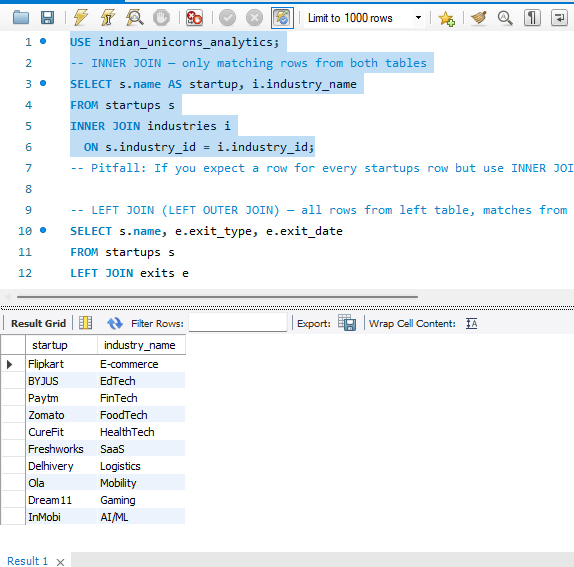 Limit to 1000 rows
1 USE indian_unicorns_analytics;
2 -- INNER JOIN — only matching rows from both tables
3 SELECT s.name AS startup, i.industry_name
4 FROM startups s
5 INNER JOIN industries i
6 ON s.industry_id = i.industry_id;
7 -- Pitfall: If you expect a row for every startups row but use INNER JOI
8
9 -- LEFT JOIN (LEFT OUTER JOIN) — all rows from left table, matches from
10 SELECT s.name, e.exit_type, e.exit_date
11 FROM startups s
12 LEFT JOIN exits e
Result Grid Filter Rows: Export: Wrap Cell Content:
startup industry_name
Flipkart E-commerce
BYJUS EdTech
Paytm FinTech
Zomato FoodTech
CureFit HealthTech
Freshworks SaaS
Delhivery Logistics
Ola Mobility
Dream11 Gaming
InMobi AI/ML
Result 1